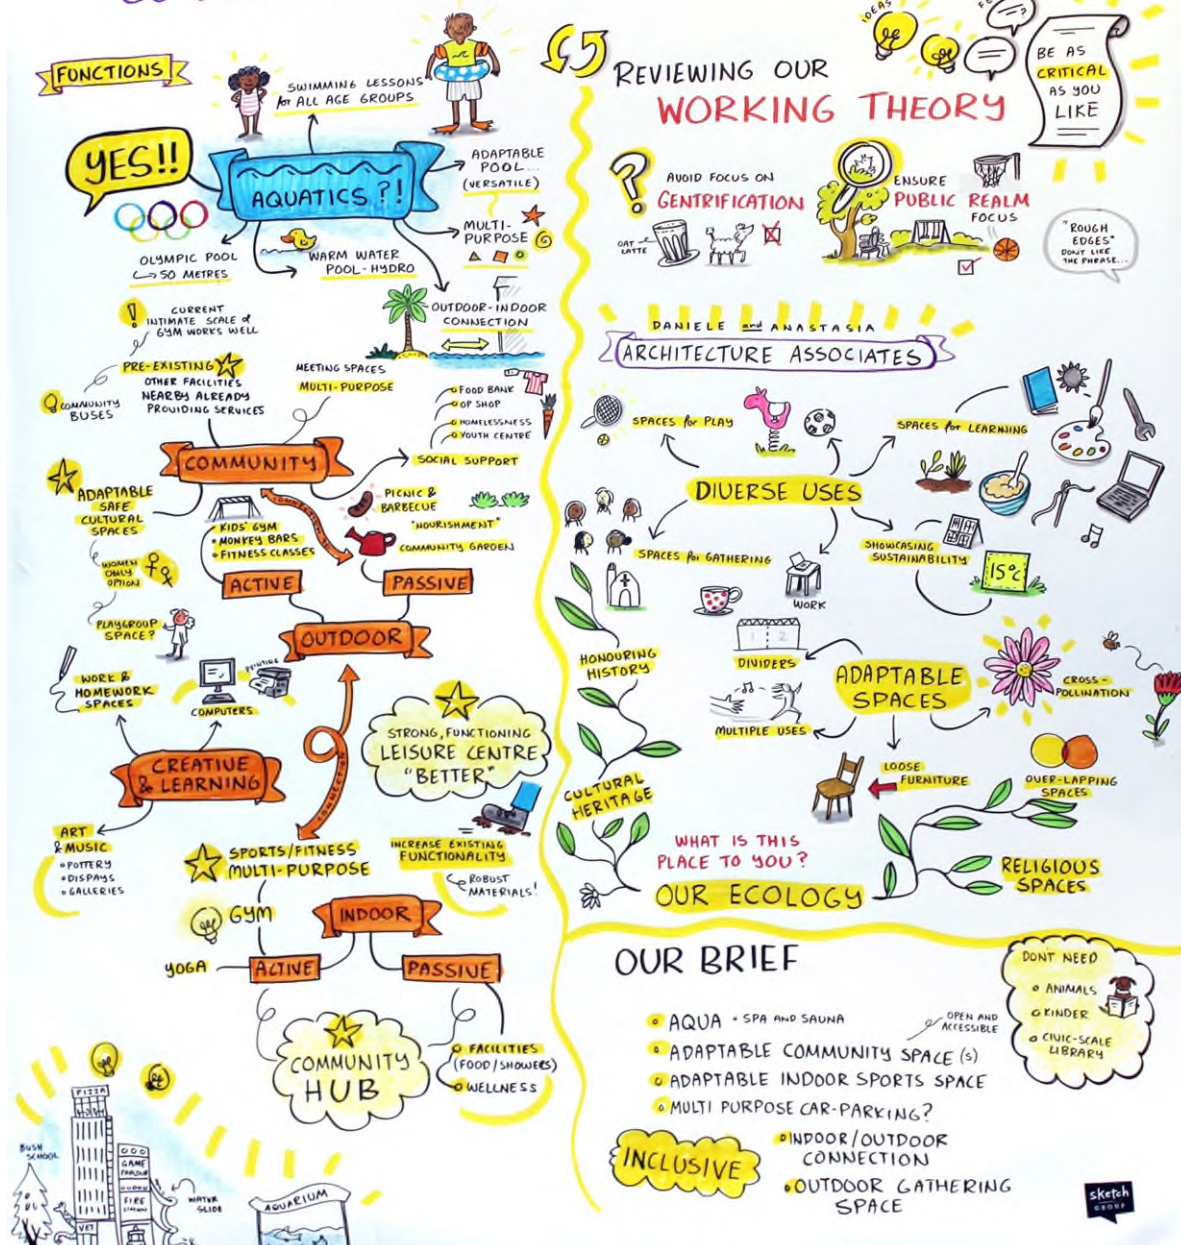 FUNCTIONS
SWIMMING LESSONS
for ALL AGE GROUPS
YES!!
AQUATICS ?!
ADAPTABLE
POOL...
(VERSATILE)
MULTI-
PURPOSE
OLYMPIC POOL
50 METRES
WARM WATER
POOL-HYDRO
OUTDOOR-INDOOR
CONNECTION
CURRENT
INTIMATE SCALE of
GYM WORKS WELL
PRE-EXISTING
OTHER FACILITIES
NEARBY ALREADY
PROVIDING SERVICES
COMMUNITY
BUSES
MEETING SPACES
MULTI-PURPOSE
FOOD BANK
OP SHOP
HOMELESSNESS
YOUTH CENTRE
SOCIAL SUPPORT
COMMUNITY
ADAPTABLE
SAFE
CULTURAL
SPACES
WOMEN
ONLY
OPTION
PLAYGROUP
SPACE?
KIDS' GYM
MONKEY BARS
FITNESS CLASSES
PICNIC &
BARBECUE
"NOURISHMENT"
COMMUNITY GARDEN
ACTIVE
PASSIVE
OUTDOOR
WORK &
HOMEWORK
SPACES
COMPUTERS
PRINTING
CREATIVE
& LEARNING
ART
& MUSIC
POTTERY
DISPAYS
GALLERIES
CONNECTION
STRONG, FUNCTIONING
LEISURE CENTRE
"BETTER"
SPORTS/FITNESS
MULTI-PURPOSE
INCREASE EXISTING
FUNCTIONALITY
ROBUST
MATERIALS!
GYM
INDOOR
YOGA
ACTIVE
PASSIVE
COMMUNITY
HUB
FACILITIES
(FOOD/SHOWERS)
WELLNESS
PIZZA
BUSH
SCHOOL
GAME
PARLOUR
FIRE
STATION
VET
WATER
SLIDE
AQUARIUM
IDEAS
REVIEWING OUR
WORKING THEORY
BE AS
CRITICAL
AS YOU
LIKE
AVOID FOCUS ON
GENTRIFICATION
OAT
LATTE
ENSURE
PUBLIC REALM
FOCUS
"ROUGH
EDGES"
DON'T LIKE
THE PHRASE...
DANIELE and ANASTASIA
ARCHITECTURE ASSOCIATES
SPACES for PLAY
SPACES for LEARNING
DIVERSE USES
SPACES for GATHERING
WORK
SHOWCASING
SUSTAINABILITY
15°C
HONOURING
HISTORY
1 2
DIVIDERS
ADAPTABLE
SPACES
MULTIPLE USES
CROSS-
POLLINATION
LOOSE
FURNITURE
OVER-LAPPING
SPACES
CULTURAL
HERITAGE
WHAT IS THIS
PLACE TO YOU?
OUR ECOLOGY
RELIGIOUS
SPACES
OUR BRIEF
AQUA • SPA AND SAUNA
OPEN AND
ACCESSIBLE
ADAPTABLE COMMUNITY SPACE (S)
ADAPTABLE INDOOR SPORTS SPACE
MULTI PURPOSE CAR-PARKING?
INCLUSIVE
INDOOR/OUTDOOR
CONNECTION
OUTDOOR GATHERING
SPACE
DONT NEED
ANIMALS
KINDER
CIVIC-SCALE
LIBRARY
sketch
GROUP